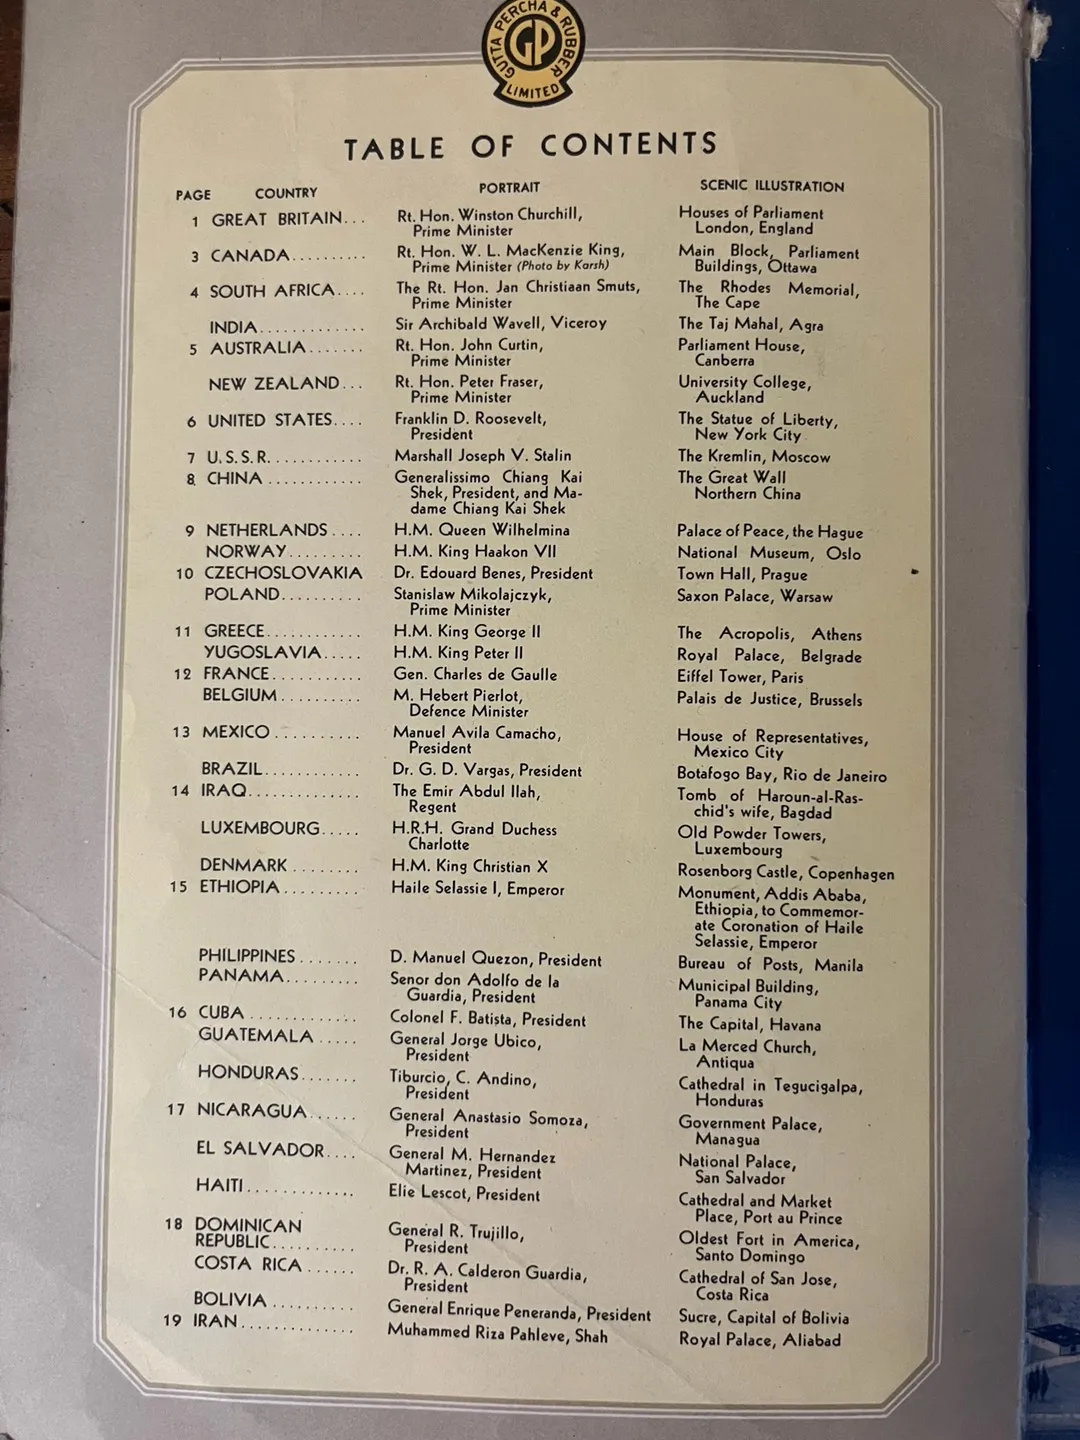 GUTTA PERCHA & RUBBER
GP
LIMITED
TABLE OF CONTENTS
PAGE COUNTRY PORTRAIT SCENIC ILLUSTRATION
1 GREAT BRITAIN... Rt. Hon. Winston Churchill, Houses of Parliament
Prime Minister London, England
3 CANADA.......... Rt. Hon. W. L. MacKenzie King, Main Block, Parliament
Prime Minister (Photo by Karsh) Buildings, Ottawa
4 SOUTH AFRICA.... The Rt. Hon. Jan Christiaan Smuts, The Rhodes Memorial,
Prime Minister The Cape
INDIA............. Sir Archibald Wavell, Viceroy The Taj Mahal, Agra
5 AUSTRALIA....... Rt. Hon. John Curtin, Parliament House,
Prime Minister Canberra
NEW ZEALAND... Rt. Hon. Peter Fraser, University College,
Prime Minister Auckland
6 UNITED STATES.... Franklin D. Roosevelt, The Statue of Liberty,
President New York City
7 U.S.S.R............. Marshall Joseph V. Stalin The Kremlin, Moscow
8 CHINA ............ Generalissimo Chiang Kai The Great Wall
Shek, President, and Ma- Northern China
dame Chiang Kai Shek
9 NETHERLANDS .... H.M. Queen Wilhelmina Palace of Peace, the Hague
NORWAY......... H.M. King Haakon VII National Museum, Oslo
10 CZECHOSLOVAKIA Dr. Edouard Benes, President Town Hall, Prague
POLAND.......... Stanislaw Mikolajczyk, Saxon Palace, Warsaw
Prime Minister
11 GREECE............ H.M. King George II The Acropolis, Athens
YUGOSLAVIA..... H.M. King Peter II Royal Palace, Belgrade
12 FRANCE........... Gen. Charles de Gaulle Eiffel Tower, Paris
BELGIUM .......... M. Hebert Pierlot, Palais de Justice, Brussels
Defence Minister
13 MEXICO .......... Manuel Avila Camacho, House of Representatives,
President Mexico City
BRAZIL............ Dr. G. D. Vargas, President Botafogo Bay, Rio de Janeiro
14 IRAQ.............. The Emir Abdul Ilah, Tomb of Haroun-al-Ras-
Regent chid's wife, Bagdad
LUXEMBOURG..... H.R.H. Grand Duchess Old Powder Towers,
Charlotte Luxembourg
DENMARK ........ H.M. King Christian X Rosenborg Castle, Copenhagen
15 ETHIOPIA ......... Haile Selassie I, Emperor Monument, Addis Ababa,
Ethiopia, to Commemor-
ate Coronation of Haile
Selassie, Emperor
PHILIPPINES ....... D. Manuel Quezon, President Bureau of Posts, Manila
PANAMA......... Senor don Adolfo de la Municipal Building,
Guardia, President Panama City
16 CUBA ............. Colonel F. Batista, President The Capital, Havana
GUATEMALA ..... General Jorge Ubico, La Merced Church,
President Antiqua
HONDURAS....... Tiburcio, C. Andino, Cathedral in Tegucigalpa,
President Honduras
17 NICARAGUA...... General Anastasio Somoza, Government Palace,
President Managua
EL SALVADOR.... General M. Hernandez National Palace,
Martinez, President San Salvador
HAITI............. Elie Lescot, President Cathedral and Market
Place, Port au Prince
18 DOMINICAN General R. Trujillo, Oldest Fort in America,
REPUBLIC.......... President Santo Domingo
COSTA RICA ...... Dr. R. A. Calderon Guardia, Cathedral of San Jose,
President Costa Rica
BOLIVIA .......... General Enrique Peneranda, President Sucre, Capital of Bolivia
19 IRAN.............. Muhammed Riza Pahleve, Shah Royal Palace, Aliabad